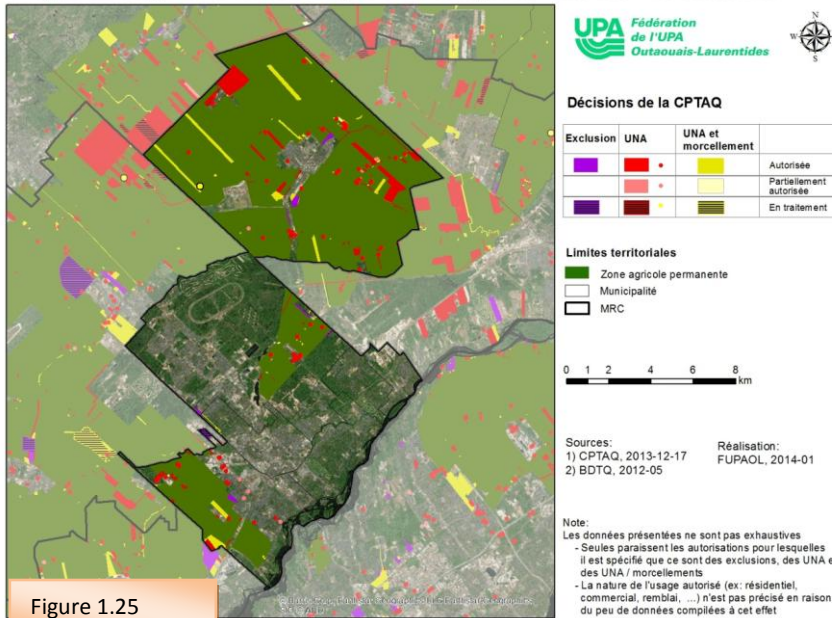 UPA Fédération
de l'UPA
Outaouais-Laurentides
N
W
S
Décisions de la CPTAQ
Exclusion UNA UNA et
morcellement
Autorisée
Partiellement
autorisée
En traitement
Limites territoriales
Zone agricole permanente
Municipalité
MRC
0 1 2 4 6 8
km
Sources:
1) CPTAQ, 2013-12-17
2) BDTQ, 2012-05
Réalisation:
FUPAOL, 2014-01
Note:
Les données présentées ne sont pas exhaustives
- Seules paraissent les autorisations pour lesquelles
il est spécifié que ce sont des exclusions, des UNA e
des UNA / morcellements
- La nature de l'usage autorisé (ex: résidentiel,
commercial, remblai, ...) n'est pas précisé en raison
du peu de données compilées à cet effet
Figure 1.25